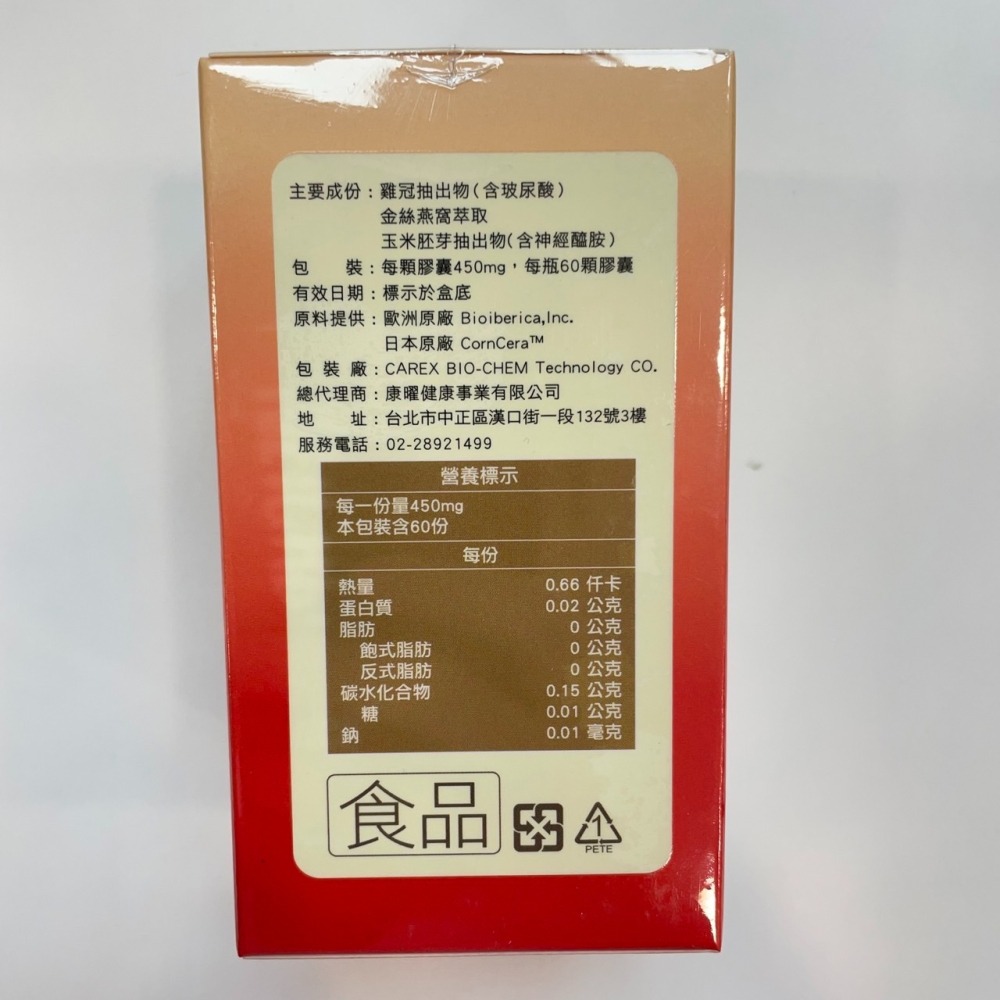 主要成份：雞冠抽出物(含玻尿酸)
金絲燕窩萃取
玉米胚芽抽出物(含神經醯胺)
包　　裝：每顆膠囊450mg，每瓶60顆膠囊
有效日期：標示於盒底
原料提供：歐洲原廠 Bioiberica,Inc.
日本原廠 CornCera™
包 裝 廠：CAREX BIO-CHEM Technology CO.
總代理商：康曜健康事業有限公司
地　　址：台北市中正區漢口街一段132號3樓
服務電話：02-28921499
營養標示
每一份量450mg
本包裝含60份
每份
熱量 0.66 仟卡
蛋白質 0.02 公克
脂肪 0 公克
飽式脂肪 0 公克
反式脂肪 0 公克
碳水化合物 0.15 公克
糖 0.01 公克
鈉 0.01 毫克
食品
1
PETE